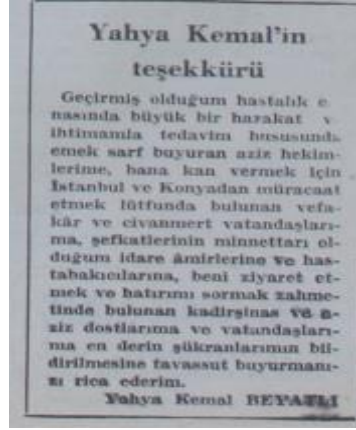 Yahya Kemal'in
teşekkürü
Geçirmiş olduğum hastalık e
nasında büyük bir hazakat v
ihtimamla tedavim hususunda
emek sarf buyuran aziz hekim-
lerime, bana kan vermek için
İstanbul ve Konyadan müracaat
etmek lûtfunda bulunan vefa-
kâr ve civanmert vatandaşları-
ma, şefkatlerinin minnettarı ol-
duğum idare âmirlerine ve has-
tabakıcılarına, beni ziyaret et-
mek ve hatırımı sormak zahme-
tinde bulunan kadirşinas ve a-
ziz dostlarıma ve vatandaşları-
ma en derin şükranlarımın bil-
dirilmesine tavassut buyurmanı-
zı rica ederim.
Yahya Kemal BEYATLI